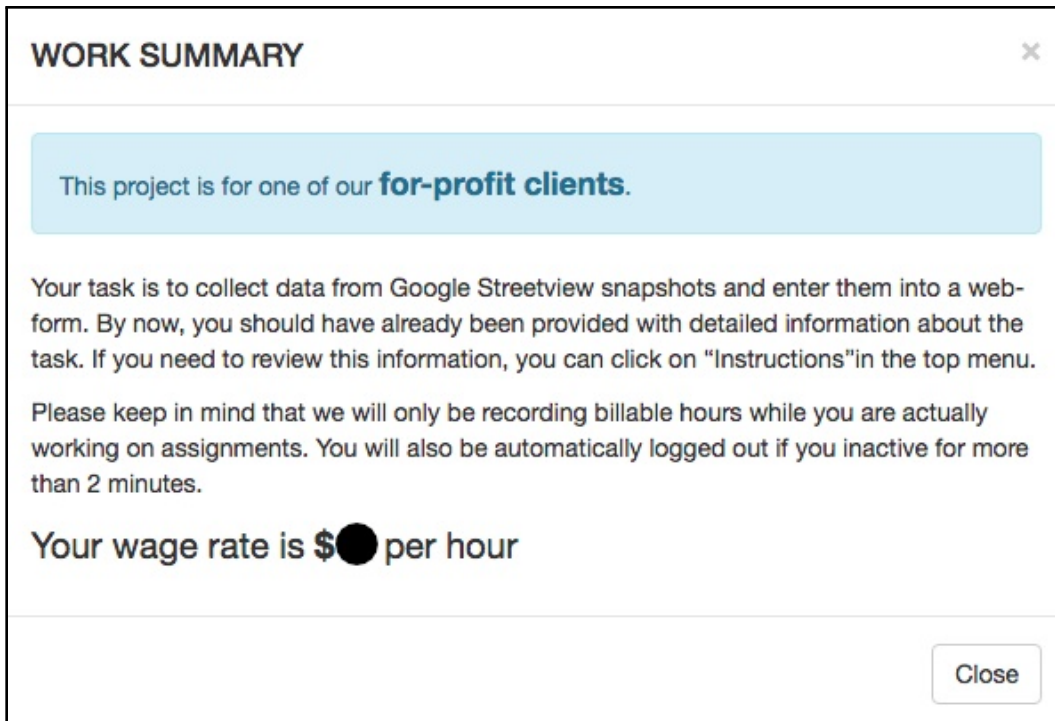 WORK SUMMARY
×
This project is for one of our for-profit clients.
Your task is to collect data from Google Streetview snapshots and enter them into a web-
form. By now, you should have already been provided with detailed information about the
task. If you need to review this information, you can click on “Instructions”in the top menu.
Please keep in mind that we will only be recording billable hours while you are actually
working on assignments. You will also be automatically logged out if you inactive for more
than 2 minutes.
Your wage rate is $ per hour
Close